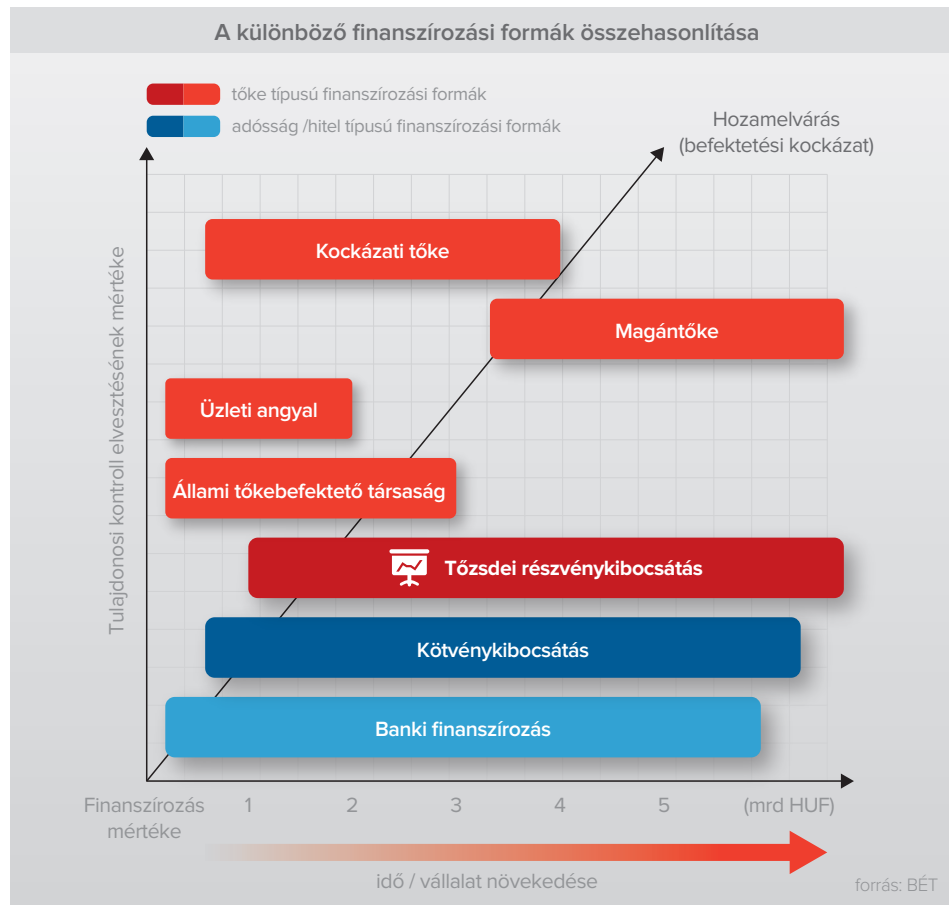 A különböző finanszírozási formák összehasonlítása
tőke típusú finanszírozási formák
adósság /hitel típusú finanszírozási formák
Hozamelvárás
(befektetési kockázat)
Tulajdonosi kontroll elvesztésének mértéke
Kockázati tőke
Magántőke
Üzleti angyal
Állami tőkebefektető társaság
Tőzsdei részvénykibocsátás
Kötvénykibocsátás
Banki finanszírozás
Finanszírozás
mértéke
1 2 3 4 5 (mrd HUF)
idő / vállalat növekedése
forrás: BÉT